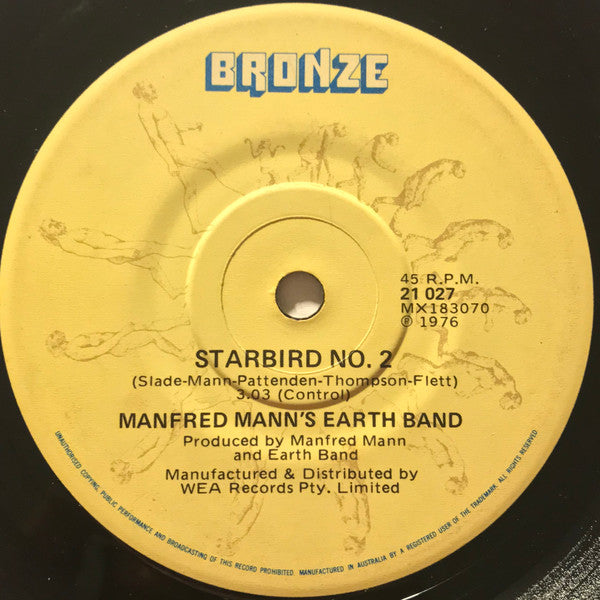 BRONZE
45 R.P.M.
21 027
MX183070
℗ 1976
STARBIRD NO. 2
(Slade-Mann-Pattenden-Thompson-Flett)
3.03 (Control)
MANFRED MANN'S EARTH BAND
Produced by Manfred Mann
and Earth Band
Manufactured & Distributed by
WEA Records Pty. Limited
UNAUTHORISED COPYING, PUBLIC PERFORMANCE AND BROADCASTING OF THIS RECORD PROHIBITED. MANUFACTURED IN AUSTRALIA BY A REGISTERED USER OF THE TRADEMARK. ALL RIGHTS RESERVED